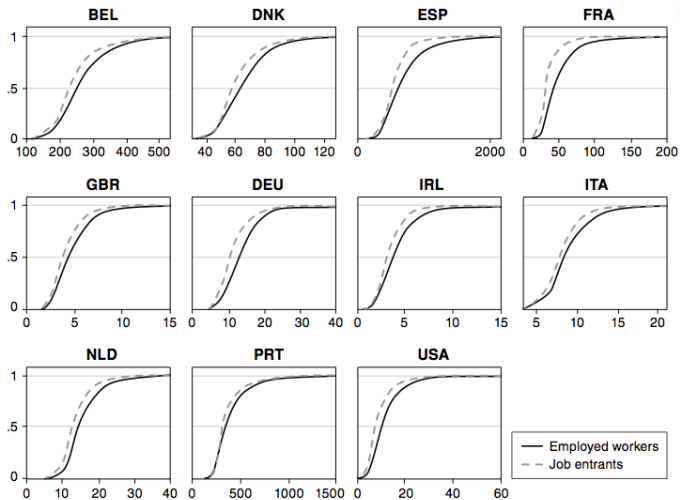 BEL DNK ESP FRA
1
.5
0
100 200 300 400 500 40 60 80 100 120 0 2000 0 50 100 150 200
GBR DEU IRL ITA
1
.5
0
0 5 10 15 0 10 20 30 40 0 5 10 15 5 10 15 20
NLD PRT USA
1
.5
0
0 10 20 30 40 0 500 1000 1500 0 20 40 60
Employed workers
Job entrants